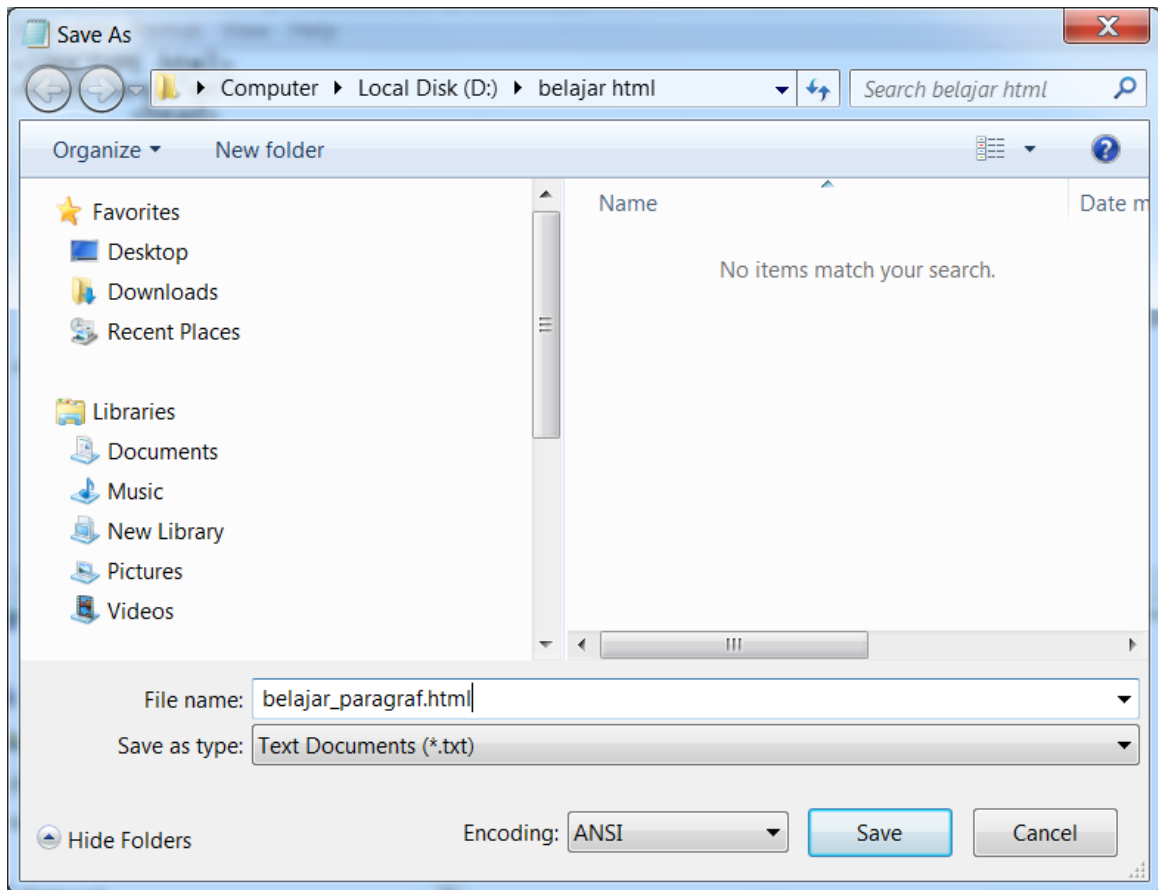 Save As
Computer Local Disk (D:) belajar html
Search belajar html
Organize New folder
Favorites
Desktop
Downloads
Recent Places
Libraries
Documents
Music
New Library
Pictures
Videos
Name Date m
No items match your search.
File name: belajar_paragraf.html
Save as type: Text Documents (*.txt)
Hide Folders Encoding: ANSI Save Cancel